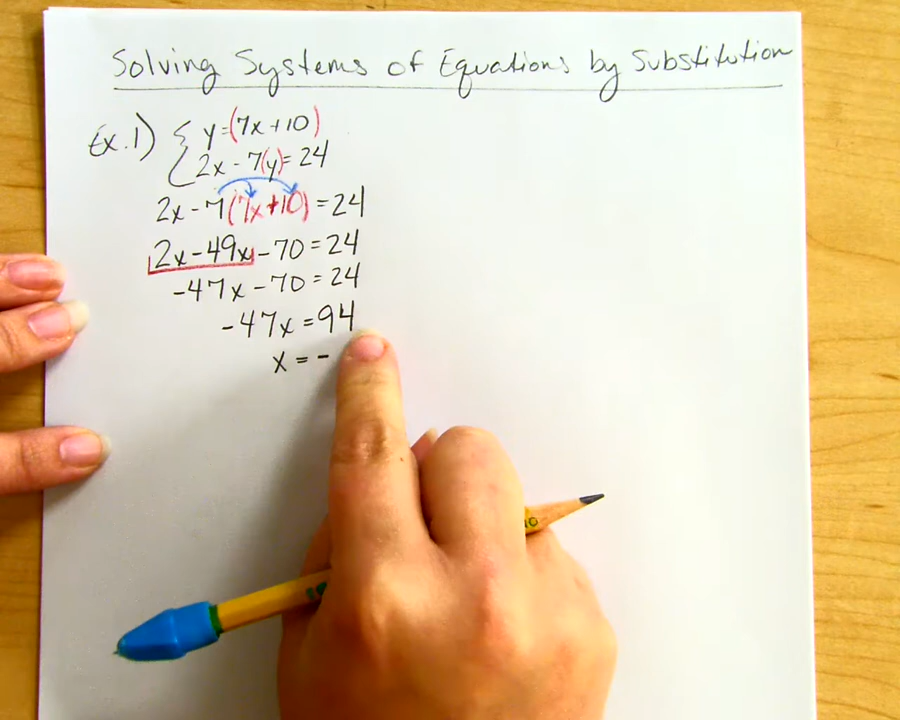 Solving Systems of Equations by Substitution
Ex.1) { y=(7x+10)
2x-7(y)=24
2x-7(7x+10)=24
2x-49x-70=24
-47x-70=24
-47x=94
x=-